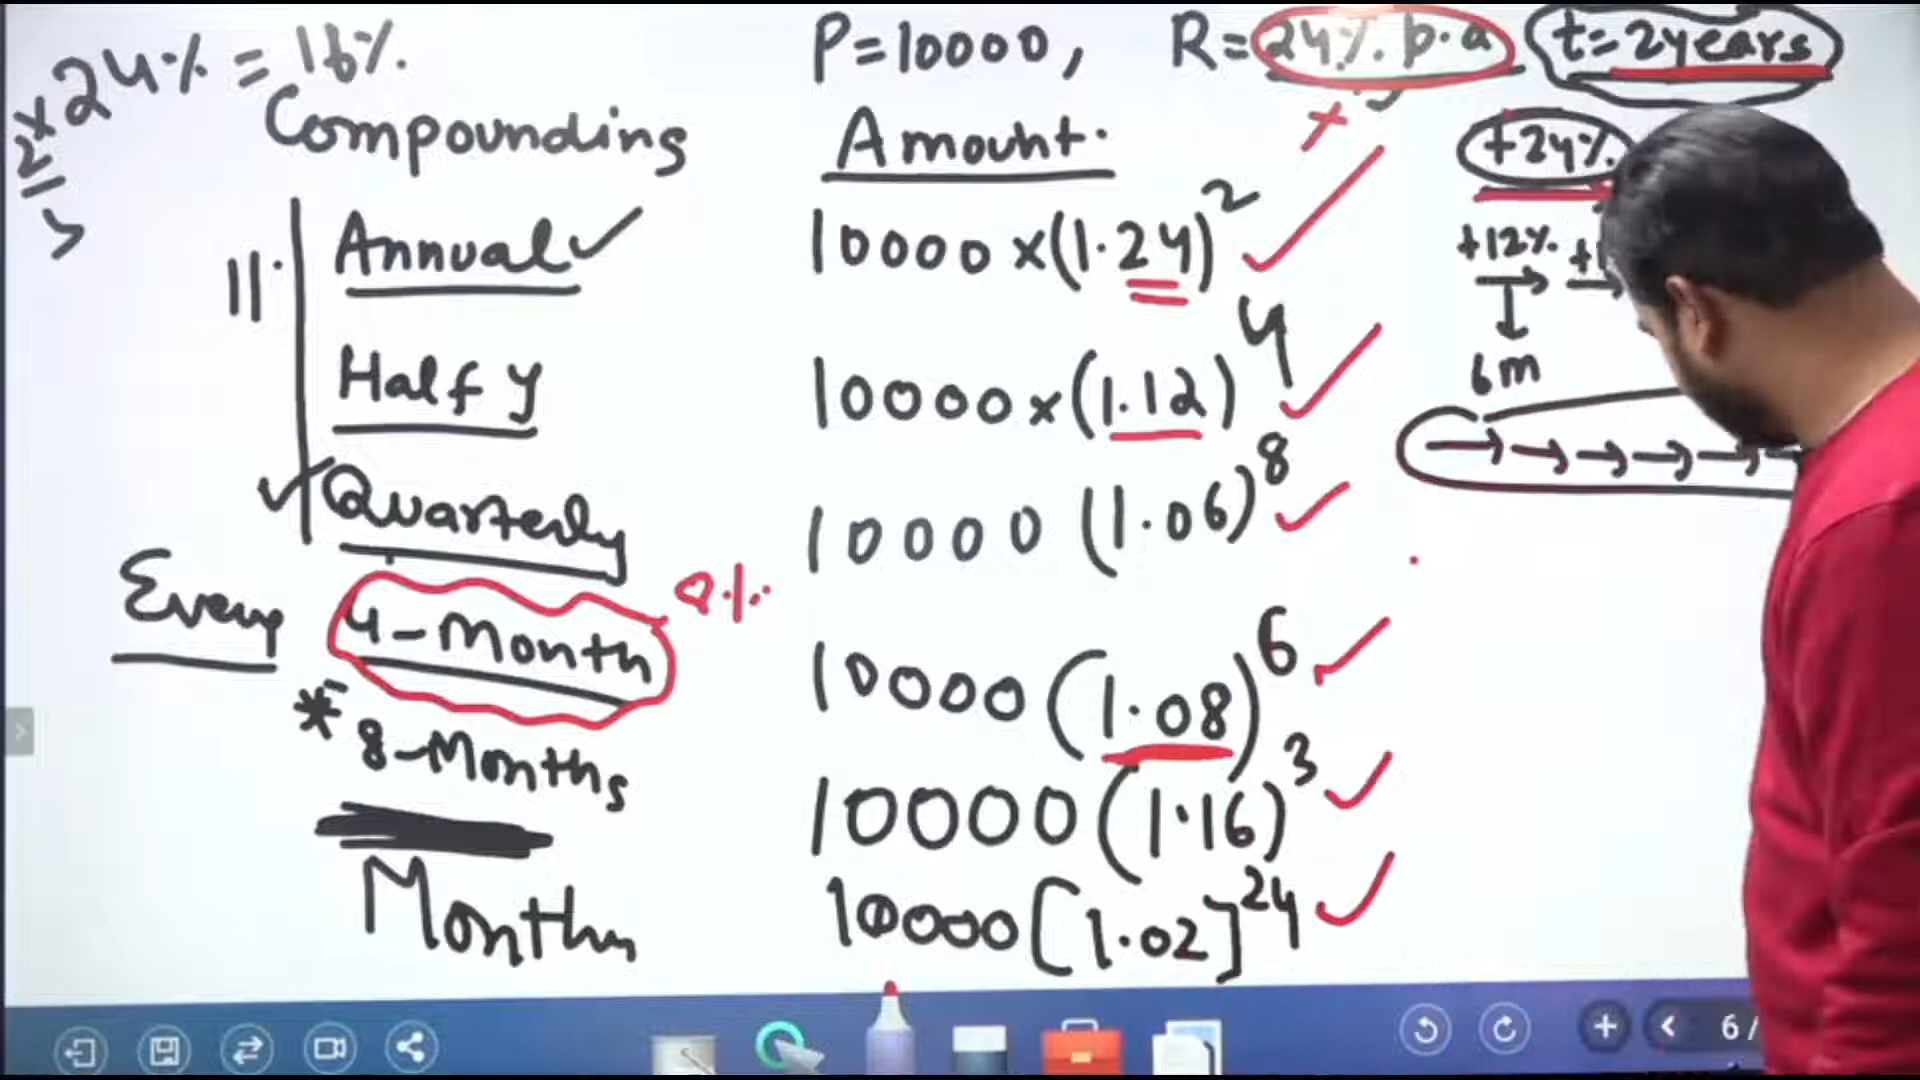 P=10000, R=24% p.a t=2years
2/3×24% = 16%
Compounding Amount.
+24%
Annual✓ 10000×(1.24)² ✓
+12%
6m
Half y 10000×(1.12)⁴ ✓
✓Quarterly 10000 (1.06)⁸ ✓
Every 4-Month 8% 10000 (1.08)⁶ ✓
* 8-Months 10000 (1.16)³ ✓
10000 [1.02]²⁴ ✓
6/